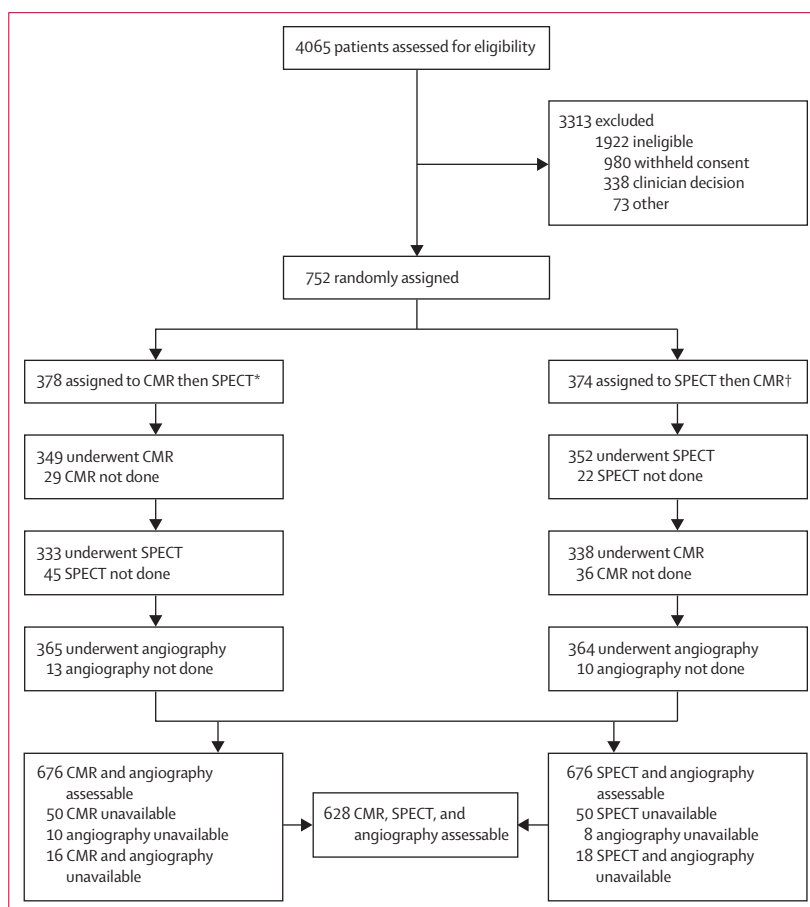 4065 patients assessed for eligibility
3313 excluded
1922 ineligible
980 withheld consent
338 clinician decision
73 other
752 randomly assigned
378 assigned to CMR then SPECT*
374 assigned to SPECT then CMR†
349 underwent CMR
29 CMR not done
352 underwent SPECT
22 SPECT not done
333 underwent SPECT
45 SPECT not done
338 underwent CMR
36 CMR not done
365 underwent angiography
13 angiography not done
364 underwent angiography
10 angiography not done
676 CMR and angiography
assessable
50 CMR unavailable
10 angiography unavailable
16 CMR and angiography
unavailable
628 CMR, SPECT, and
angiography assessable
676 SPECT and angiography
assessable
50 SPECT unavailable
8 angiography unavailable
18 SPECT and angiography
unavailable